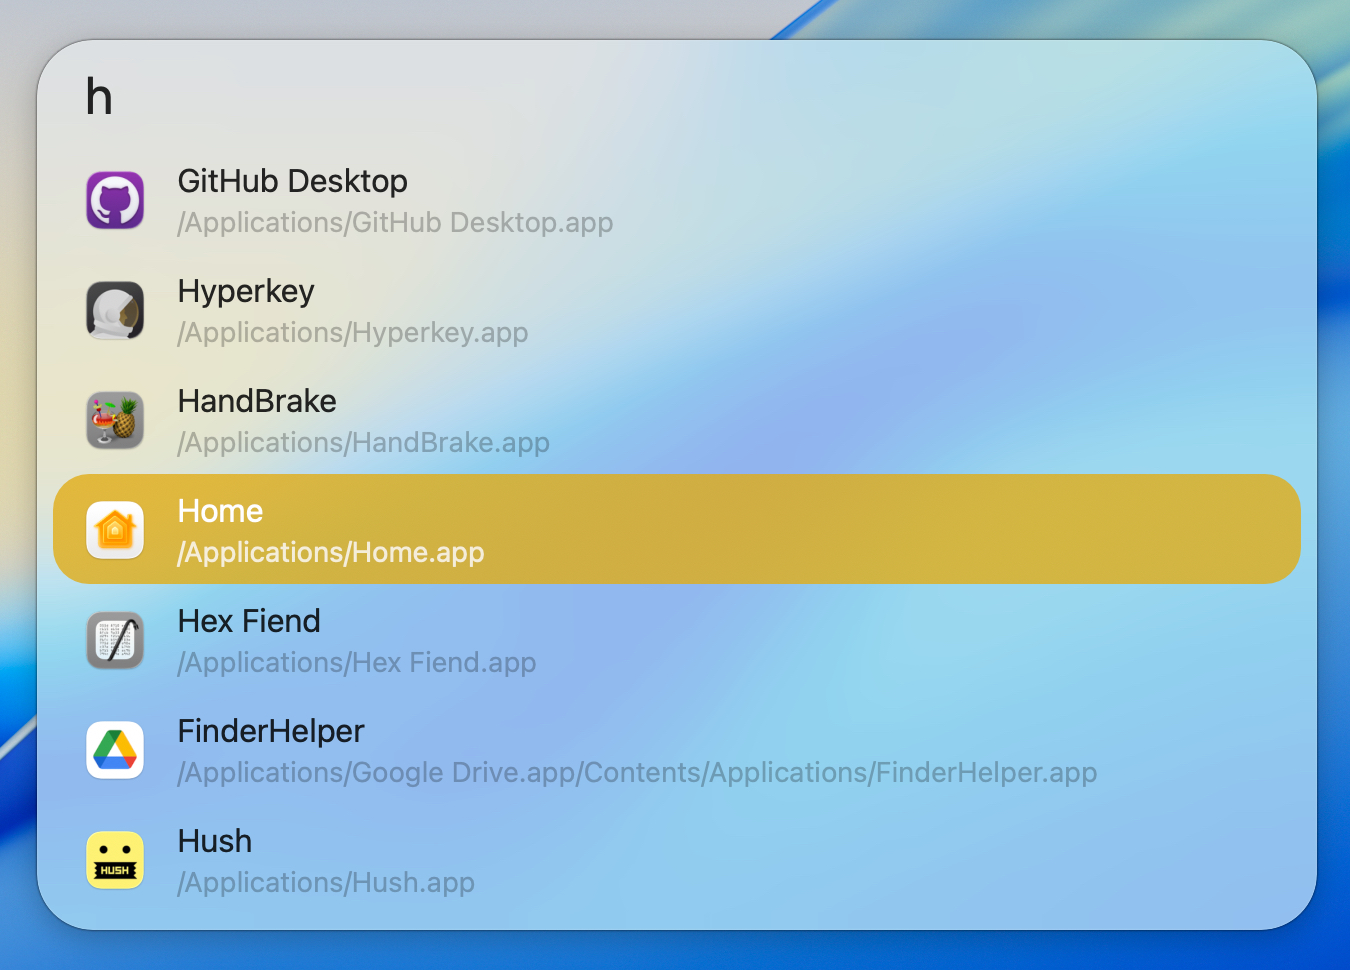 h
GitHub Desktop
/Applications/GitHub Desktop.app
Hyperkey
/Applications/Hyperkey.app
HandBrake
/Applications/HandBrake.app
Home
/Applications/Home.app
Hex Fiend
/Applications/Hex Fiend.app
FinderHelper
/Applications/Google Drive.app/Contents/Applications/FinderHelper.app
Hush
HUSH
/Applications/Hush.app